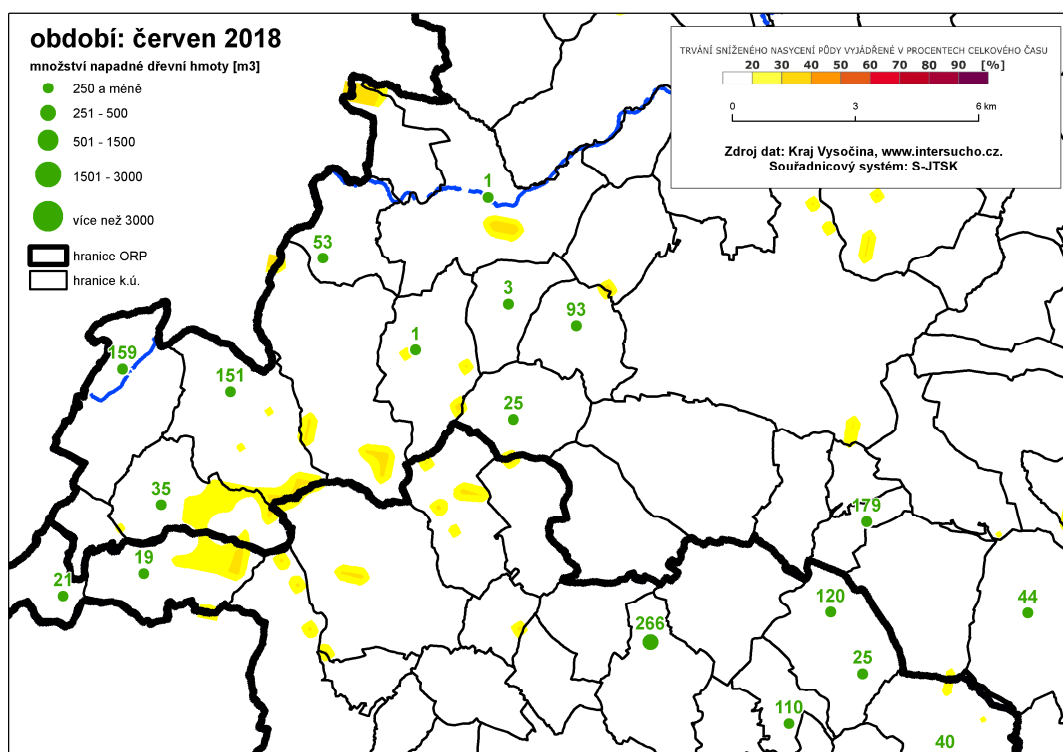 období: červen 2018
množství napadné dřevní hmoty [m3]
250 a méně
251 - 500
501 - 1500
1501 - 3000
více než 3000
hranice ORP
hranice k.ú.
TRVÁNÍ SNÍŽENÉHO NASYCENÍ PŮDY VYJÁDŘENÉ V PROCENTECH CELKOVÉHO ČASU
20 30 40 50 60 70 80 90 [%]
0 3 6 km
Zdroj dat: Kraj Vysočina, www.intersucho.cz.
Souřadnicový systém: S-JTSK
1
53
3
93
1
159
151
25
35
179
19
21
120
44
266
25
110
40